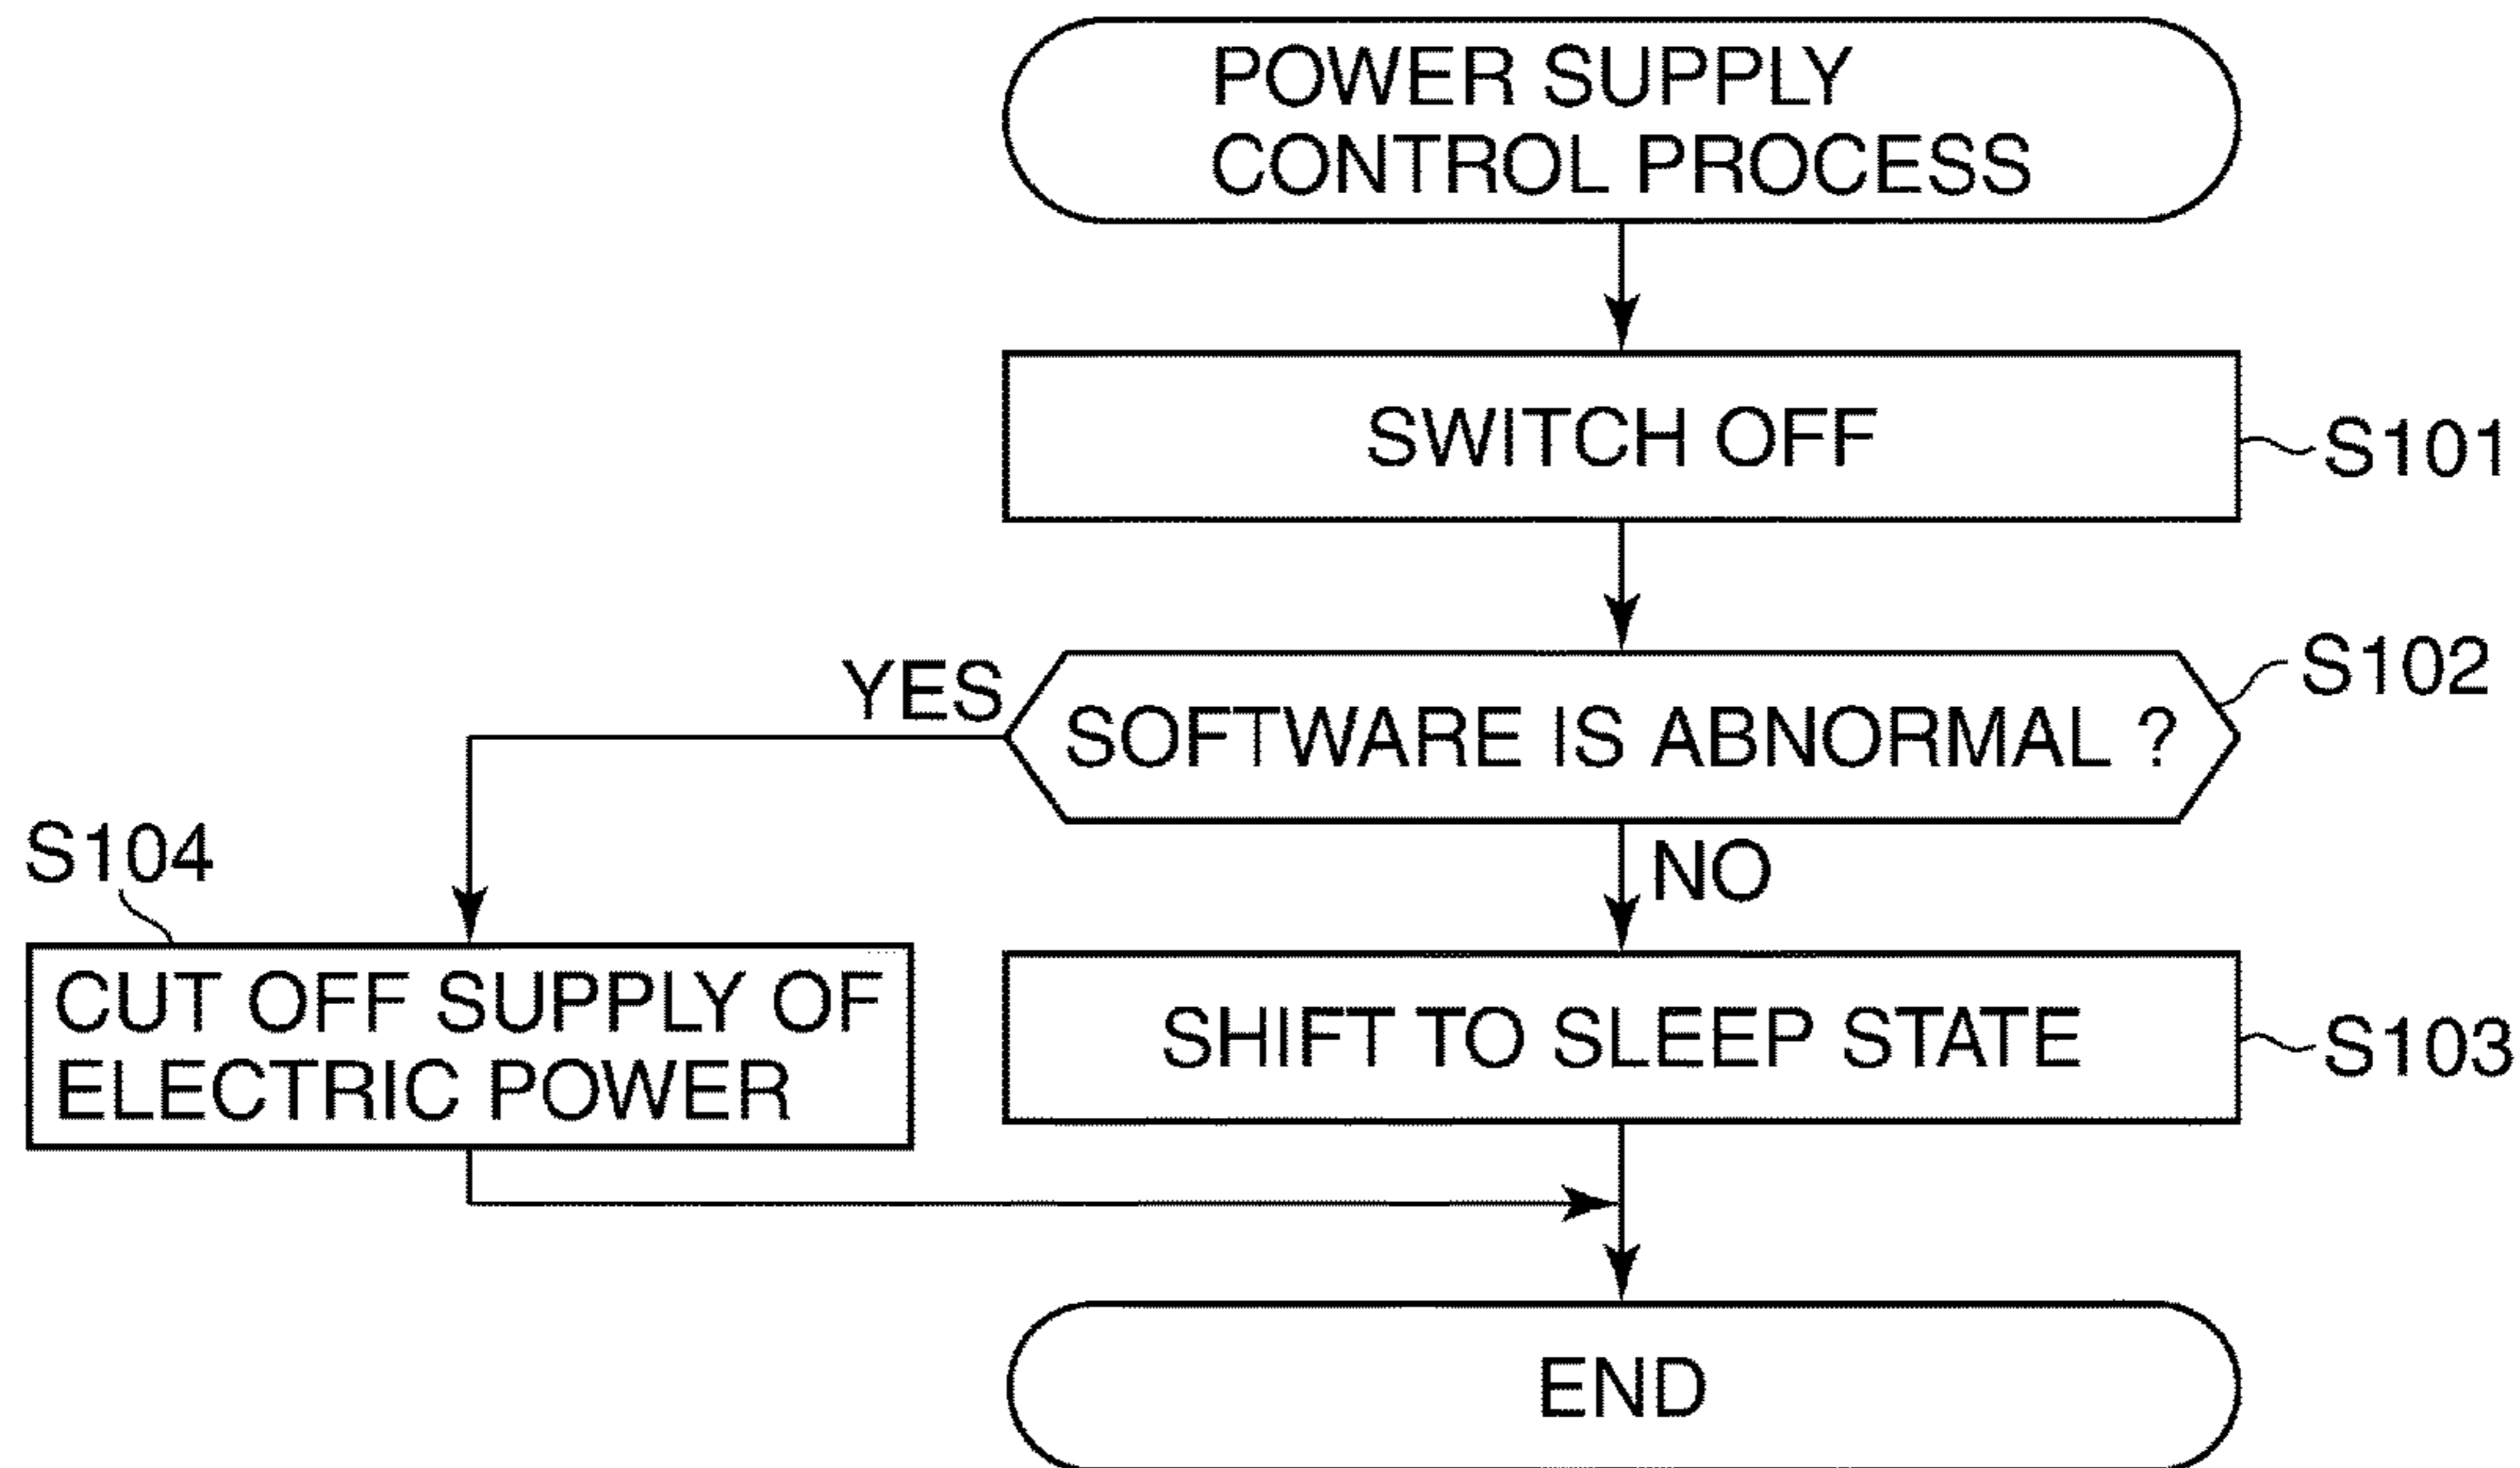 POWER SUPPLY
CONTROL PROCESS
SWITCH OFF
S101
S102
YES
SOFTWARE IS ABNORMAL ?
S104
NO
CUT OFF SUPPLY OF
ELECTRIC POWER
SHIFT TO SLEEP STATE
S103
END